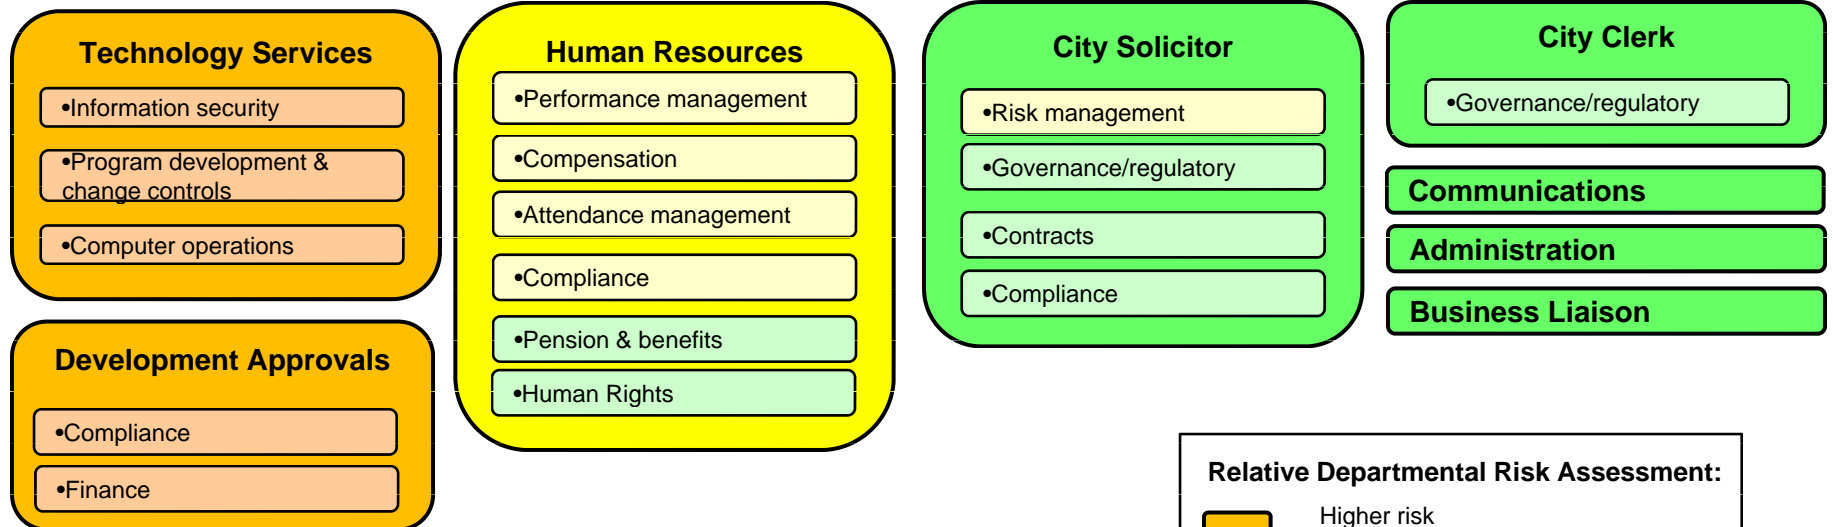 Technology Services
•Information security
•Program development &
change controls
•Computer operations
Development Approvals
•Compliance
•Finance
Human Resources
•Performance management
•Compensation
•Attendance management
•Compliance
•Pension & benefits
•Human Rights
City Solicitor
•Risk management
•Governance/regulatory
•Contracts
•Compliance
City Clerk
•Governance/regulatory
Communications
Administration
Business Liaison
Relative Departmental Risk Assessment:
Higher risk